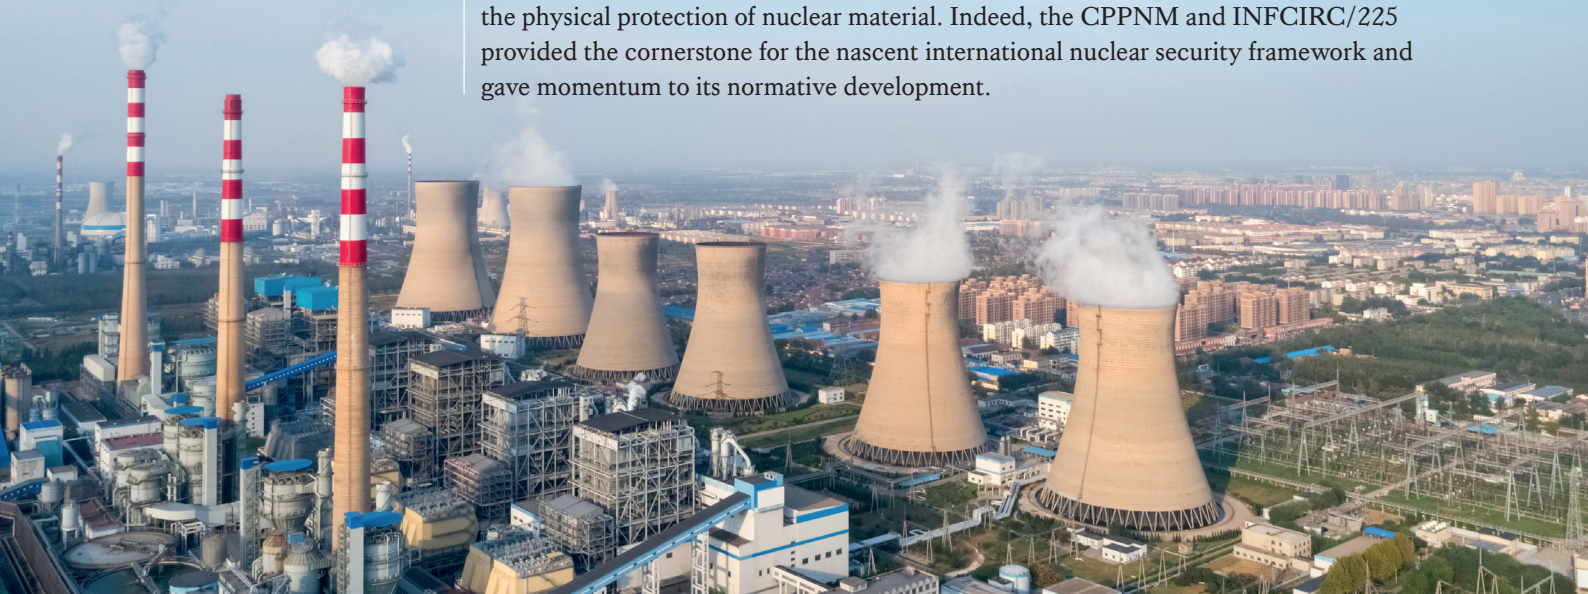 the physical protection of nuclear material. Indeed, the CPPNM and INFCIRC/225
provided the cornerstone for the nascent international nuclear security framework and
gave momentum to its normative development.